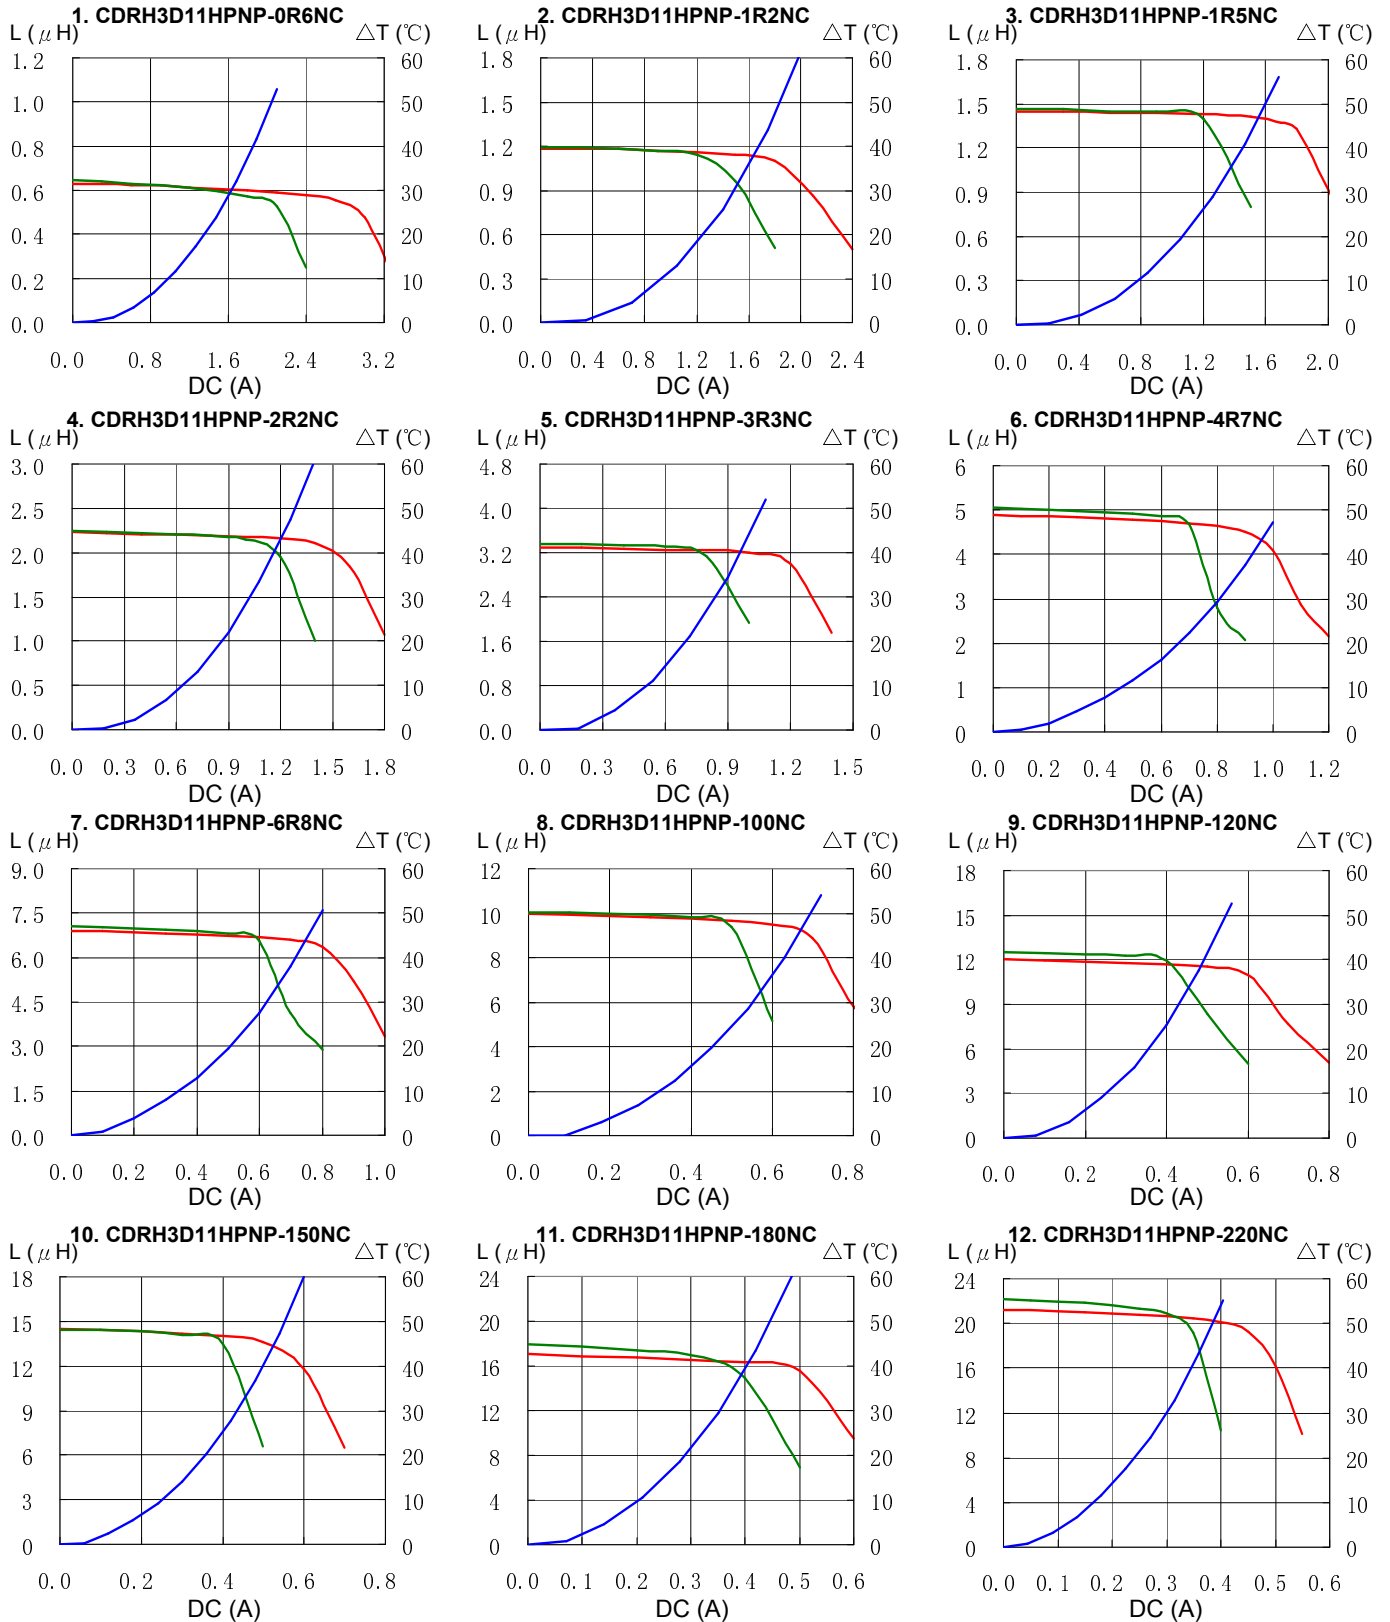 1. CDRH3D11HPNP-0R6NC
L (μH) △T (℃)
1.2 60
1.0 50
0.8 40
0.6 30
0.4 20
0.2 10
0.0 0
0.0 0.8 1.6 2.4 3.2
DC (A)
2. CDRH3D11HPNP-1R2NC
L (μH) △T (℃)
1.8 60
1.5 50
1.2 40
0.9 30
0.6 20
0.3 10
0.0 0
0.0 0.4 0.8 1.2 1.6 2.0 2.4
DC (A)
3. CDRH3D11HPNP-1R5NC
L (μH) △T (℃)
1.8 60
1.5 50
1.2 40
0.9 30
0.6 20
0.3 10
0.0 0
0.0 0.4 0.8 1.2 1.6 2.0
DC (A)
4. CDRH3D11HPNP-2R2NC
L (μH) △T (℃)
3.0 60
2.5 50
2.0 40
1.5 30
1.0 20
0.5 10
0.0 0
0.0 0.3 0.6 0.9 1.2 1.5 1.8
DC (A)
5. CDRH3D11HPNP-3R3NC
L (μH) △T (℃)
4.8 60
4.0 50
3.2 40
2.4 30
1.6 20
0.8 10
0.0 0
0.0 0.3 0.6 0.9 1.2 1.5
DC (A)
6. CDRH3D11HPNP-4R7NC
L (μH) △T (℃)
6 60
5 50
4 40
3 30
2 20
1 10
0 0
0.0 0.2 0.4 0.6 0.8 1.0 1.2
DC (A)
7. CDRH3D11HPNP-6R8NC
L (μH) △T (℃)
9.0 60
7.5 50
6.0 40
4.5 30
3.0 20
1.5 10
0.0 0
0.0 0.2 0.4 0.6 0.8 1.0
DC (A)
8. CDRH3D11HPNP-100NC
L (μH) △T (℃)
12 60
10 50
8 40
6 30
4 20
2 10
0 0
0.0 0.2 0.4 0.6 0.8
DC (A)
9. CDRH3D11HPNP-120NC
L (μH) △T (℃)
18 60
15 50
12 40
9 30
6 20
3 10
0 0
0.0 0.2 0.4 0.6 0.8
DC (A)
10. CDRH3D11HPNP-150NC
L (μH) △T (℃)
18 60
15 50
12 40
9 30
6 20
3 10
0 0
0.0 0.2 0.4 0.6 0.8
DC (A)
11. CDRH3D11HPNP-180NC
L (μH) △T (℃)
24 60
20 50
16 40
12 30
8 20
4 10
0 0
0.0 0.1 0.2 0.3 0.4 0.5 0.6
DC (A)
12. CDRH3D11HPNP-220NC
L (μH) △T (℃)
24 60
20 50
16 40
12 30
8 20
4 10
0 0
0.0 0.1 0.2 0.3 0.4 0.5 0.6
DC (A)